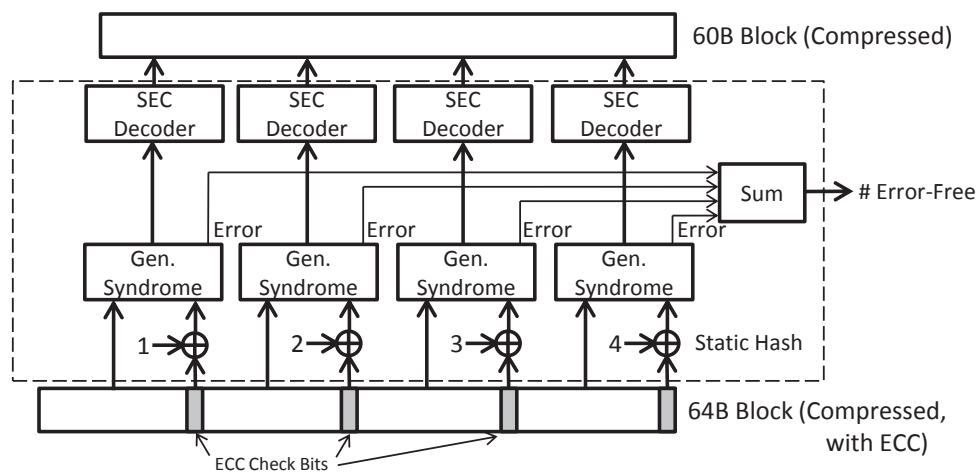 60B Block (Compressed)
SEC Decoder
SEC Decoder
SEC Decoder
SEC Decoder
Sum
# Error-Free
Error
Error
Error
Error
Gen. Syndrome
Gen. Syndrome
Gen. Syndrome
Gen. Syndrome
1
2
3
4
Static Hash
64B Block (Compressed,
with ECC)
ECC Check Bits